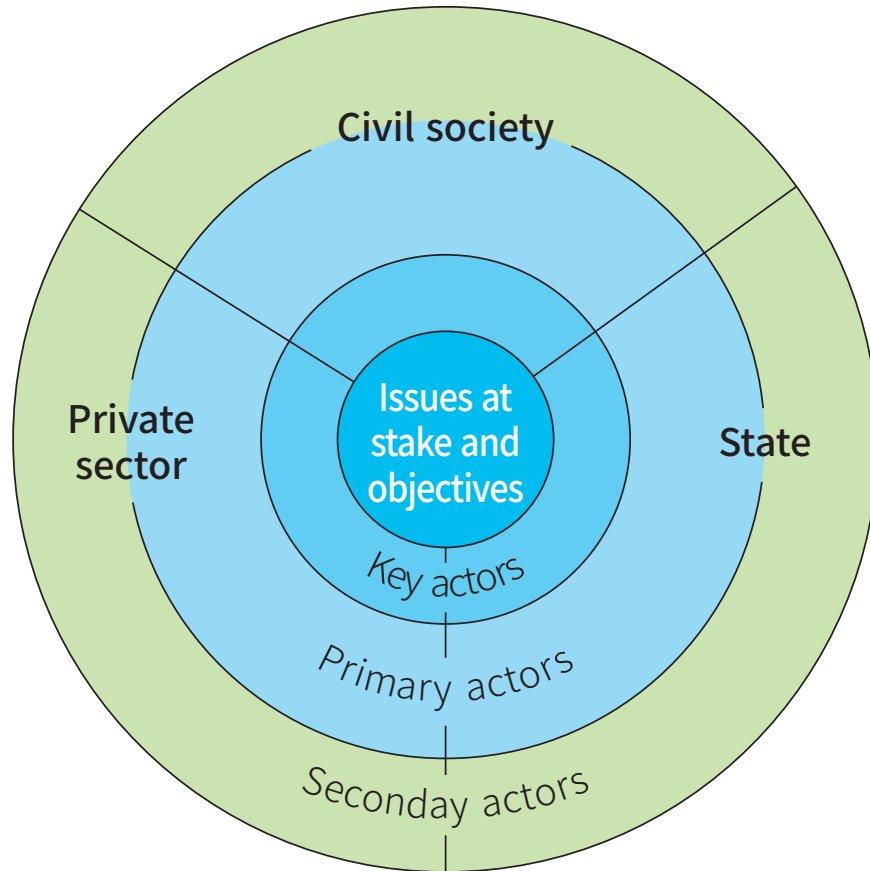 Civil society
Private
sector
Issues at
stake and
objectives
State
Key actors
Primary actors
Seconday actors